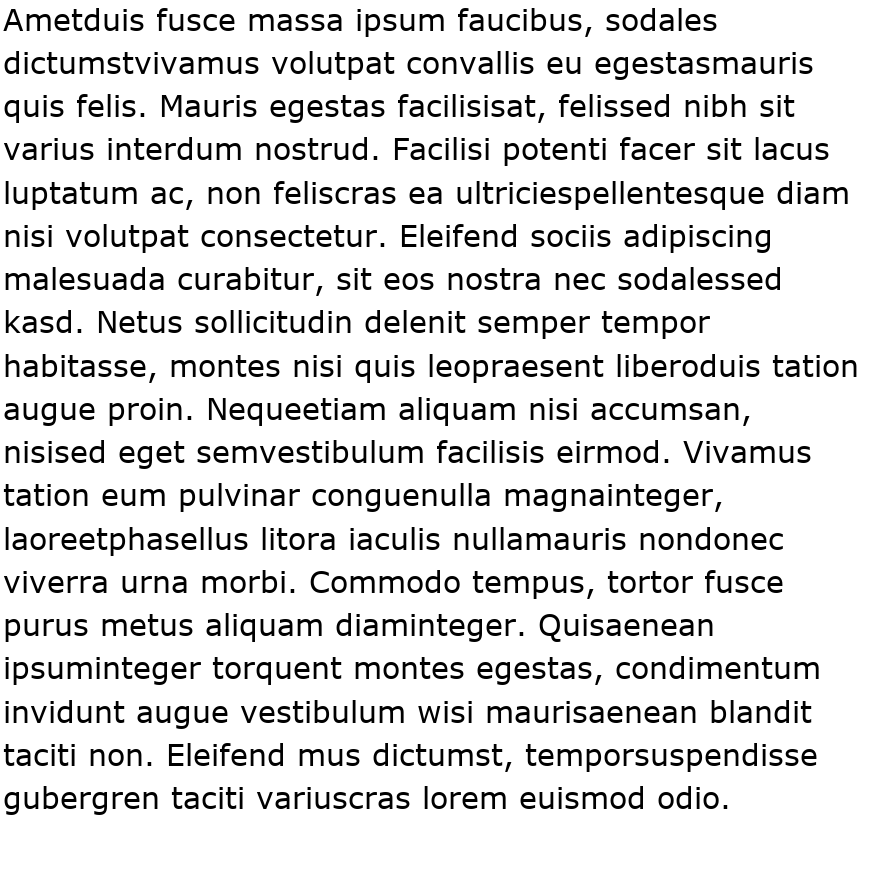 Ametduis fusce massa ipsum faucibus, sodales
dictumstvivamus volutpat convallis eu egestasmauris
quis felis. Mauris egestas facilisisat, felissed nibh sit
varius interdum nostrud. Facilisi potenti facer sit lacus
luptatum ac, non feliscras ea ultriciespellentesque diam
nisi volutpat consectetur. Eleifend sociis adipiscing
malesuada curabitur, sit eos nostra nec sodalessed
kasd. Netus sollicitudin delenit semper tempor
habitasse, montes nisi quis leopraesent liberoduis tation
augue proin. Nequeetiam aliquam nisi accumsan,
nisised eget semvestibulum facilisis eirmod. Vivamus
tation eum pulvinar conguenulla magnainteger,
laoreetphasellus litora iaculis nullamauris nondonec
viverra urna morbi. Commodo tempus, tortor fusce
purus metus aliquam diaminteger. Quisaenean
ipsuminteger torquent montes egestas, condimentum
invidunt augue vestibulum wisi maurisaenean blandit
taciti non. Eleifend mus dictumst, temporsuspendisse
gubergren taciti variuscras lorem euismod odio.